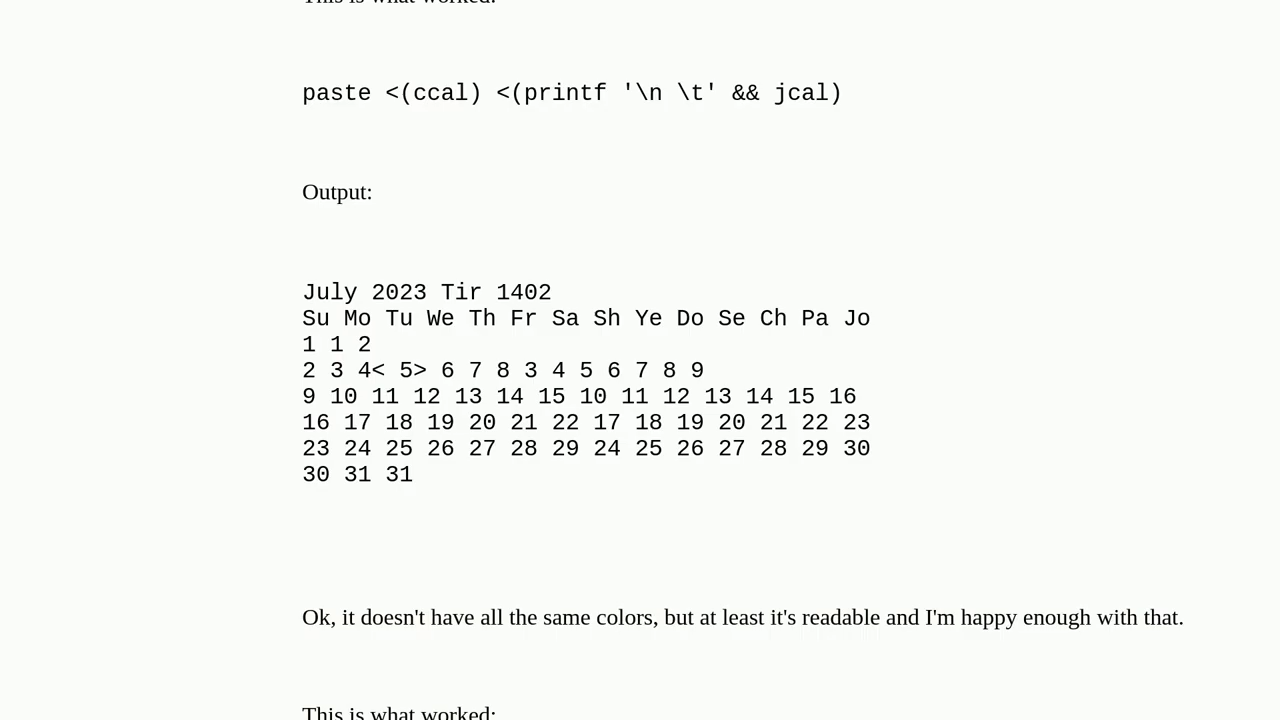 This is what worked:
paste <(ccal) <(printf '\n \t' && jcal)
Output:
July 2023 Tir 1402
Su Mo Tu We Th Fr Sa Sh Ye Do Se Ch Pa Jo
1 1 2
2 3 4< 5> 6 7 8 3 4 5 6 7 8 9
9 10 11 12 13 14 15 10 11 12 13 14 15 16
16 17 18 19 20 21 22 17 18 19 20 21 22 23
23 24 25 26 27 28 29 24 25 26 27 28 29 30
30 31 31
Ok, it doesn't have all the same colors, but at least it's readable and I'm happy enough with that.
This is what worked: